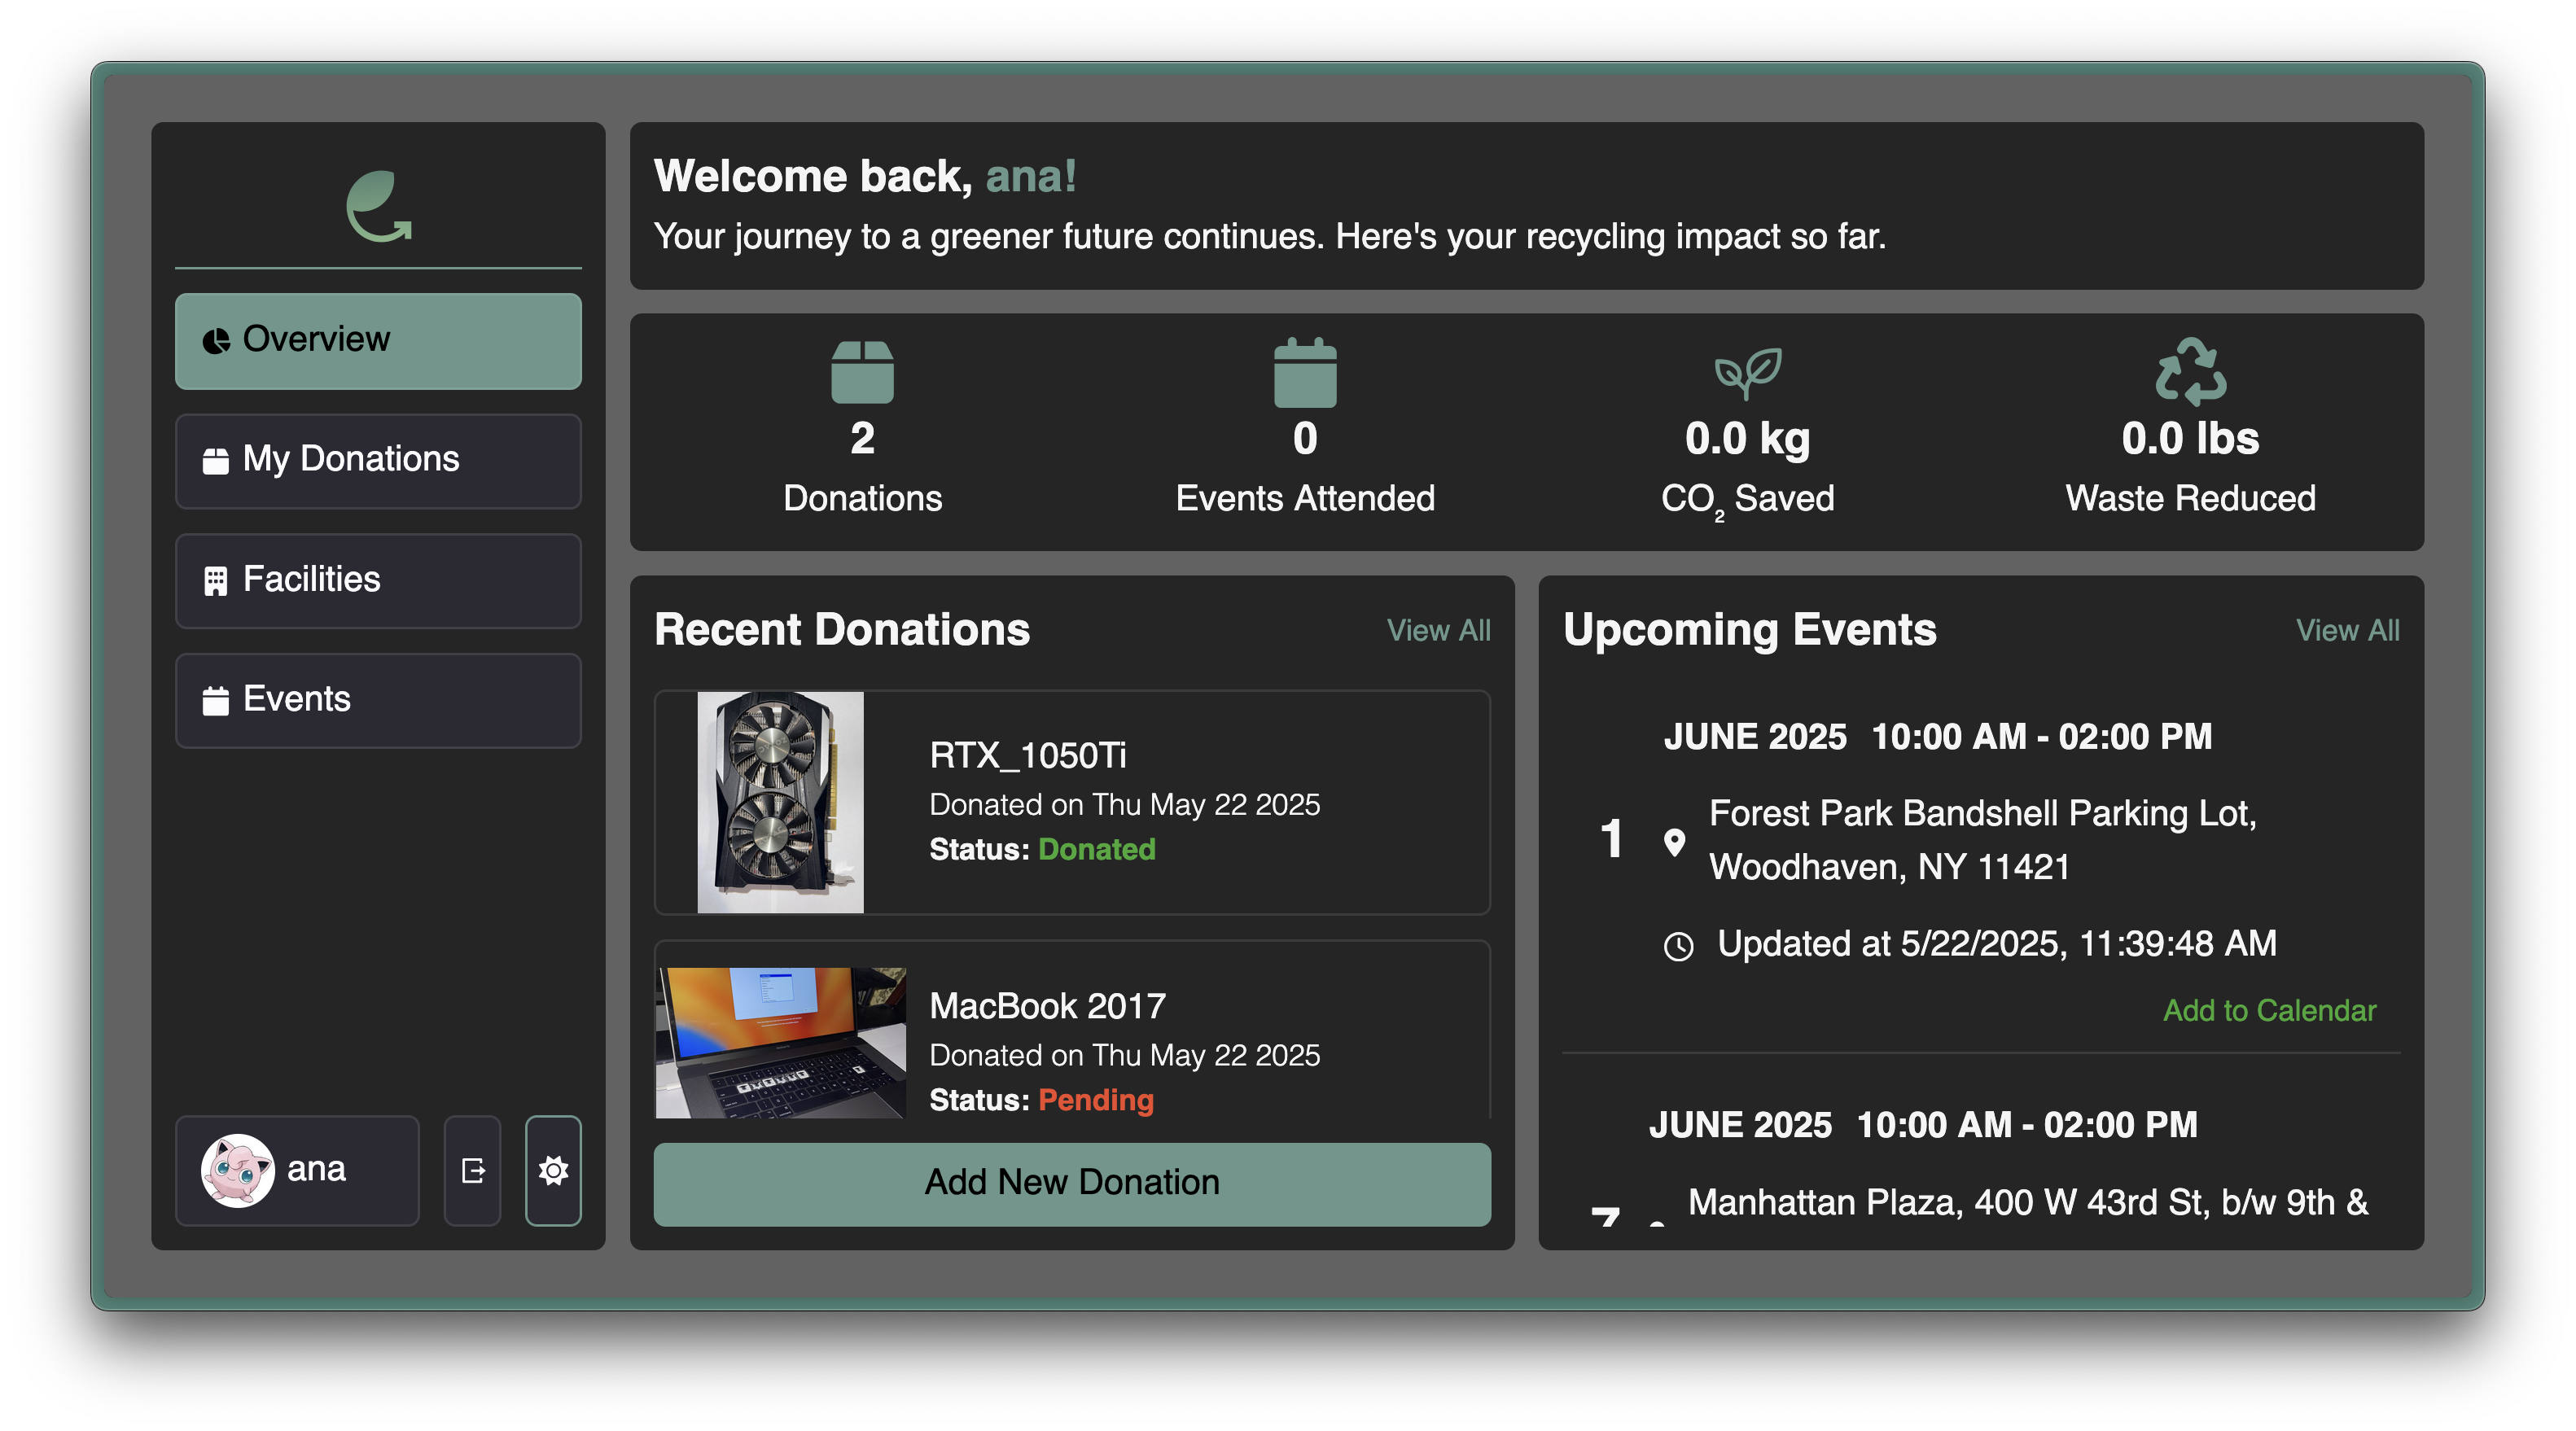 Welcome back, ana!
Your journey to a greener future continues. Here's your recycling impact so far.
Overview
My Donations
Facilities
Events
ana
2
Donations
0
Events Attended
0.0 kg
CO₂ Saved
0.0 lbs
Waste Reduced
Recent Donations
View All
RTX_1050Ti
Donated on Thu May 22 2025
Status: Donated
MacBook 2017
Donated on Thu May 22 2025
Status: Pending
Add New Donation
Upcoming Events
View All
JUNE 2025 10:00 AM - 02:00 PM
1
Forest Park Bandshell Parking Lot,
Woodhaven, NY 11421
Updated at 5/22/2025, 11:39:48 AM
Add to Calendar
JUNE 2025 10:00 AM - 02:00 PM
Manhattan Plaza, 400 W 43rd St, b/w 9th &